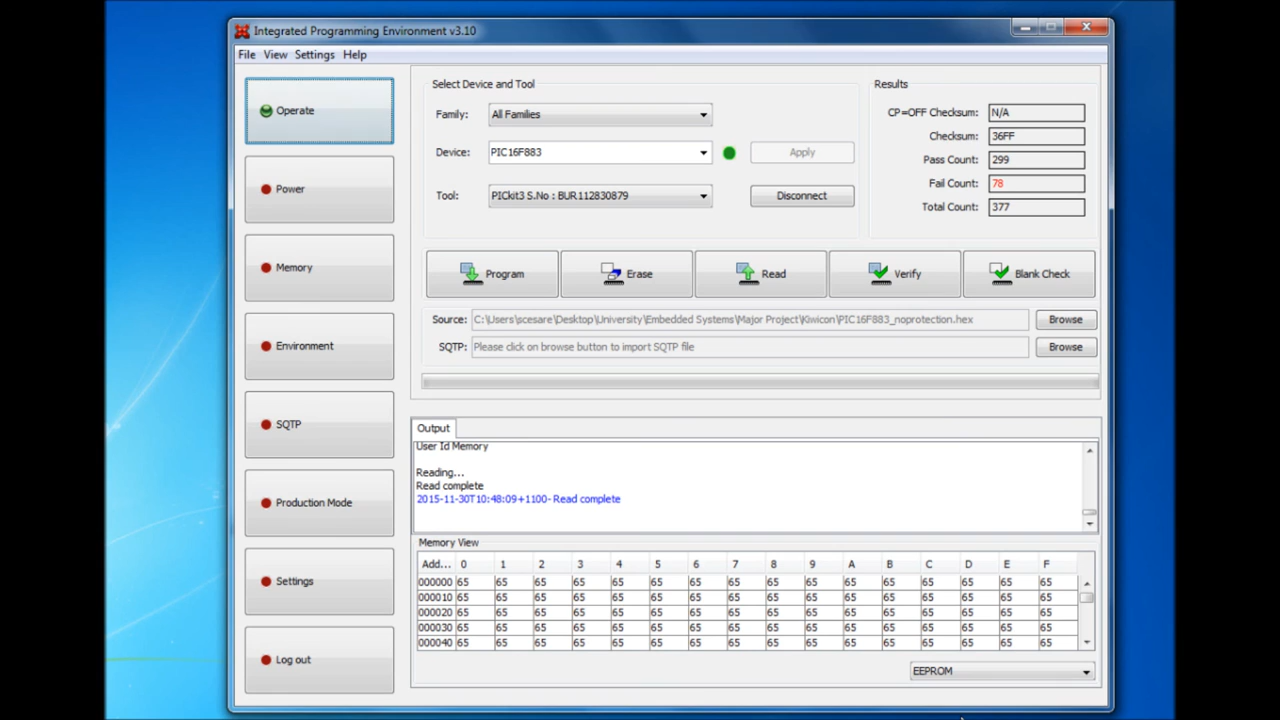 Integrated Programming Environment v3.10
File View Settings Help
Operate
Power
Memory
Environment
SQTP
Production Mode
Settings
Log out
Select Device and Tool
Family: All Families
Device: PIC16F883 Apply
Tool: PICkit3 S.No : BUR112830879 Disconnect
Results
CP=OFF Checksum: N/A
Checksum: 36FF
Pass Count: 299
Fail Count: 78
Total Count: 377
Program Erase Read Verify Blank Check
Source: C:\Users\scesare\Desktop\University\Embedded Systems\Major Project\Kiwicon\PIC16F883_noprotection.hex Browse
SQTP: Please click on browse button to import SQTP file Browse
Output
User Id Memory
Reading...
Read complete
2015-11-30T10:48:09+1100- Read complete
Memory View
Add... 0 1 2 3 4 5 6 7 8 9 A B C D E F
000000 65 65 65 65 65 65 65 65 65 65 65 65 65 65 65 65
000010 65 65 65 65 65 65 65 65 65 65 65 65 65 65 65 65
000020 65 65 65 65 65 65 65 65 65 65 65 65 65 65 65 65
000030 65 65 65 65 65 65 65 65 65 65 65 65 65 65 65 65
000040 65 65 65 65 65 65 65 65 65 65 65 65 65 65 65 65
EEPROM